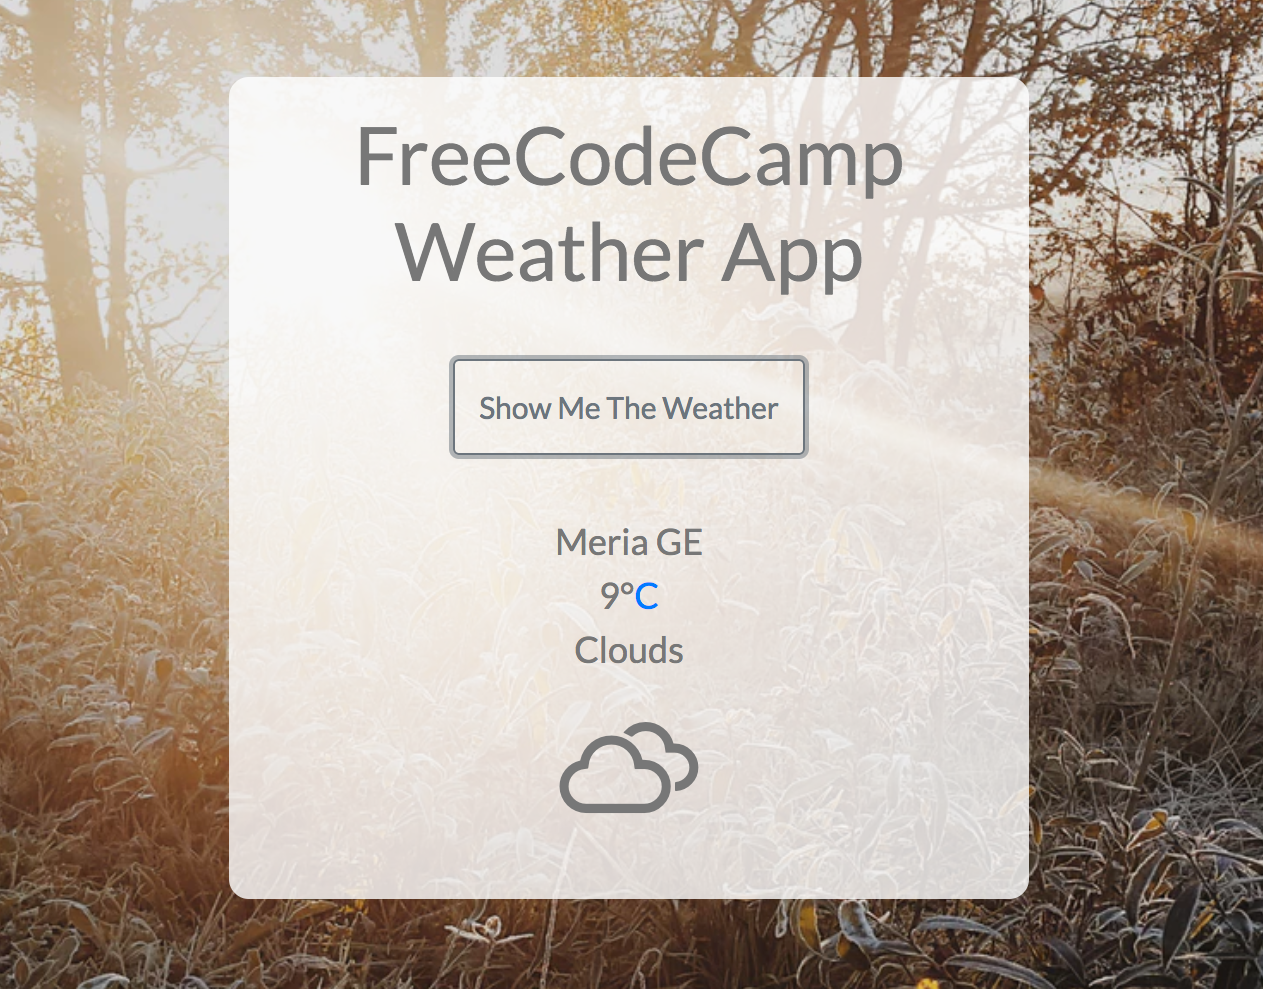 FreeCodeCamp
Weather App
Show Me The Weather
Meria GE
9°C
Clouds